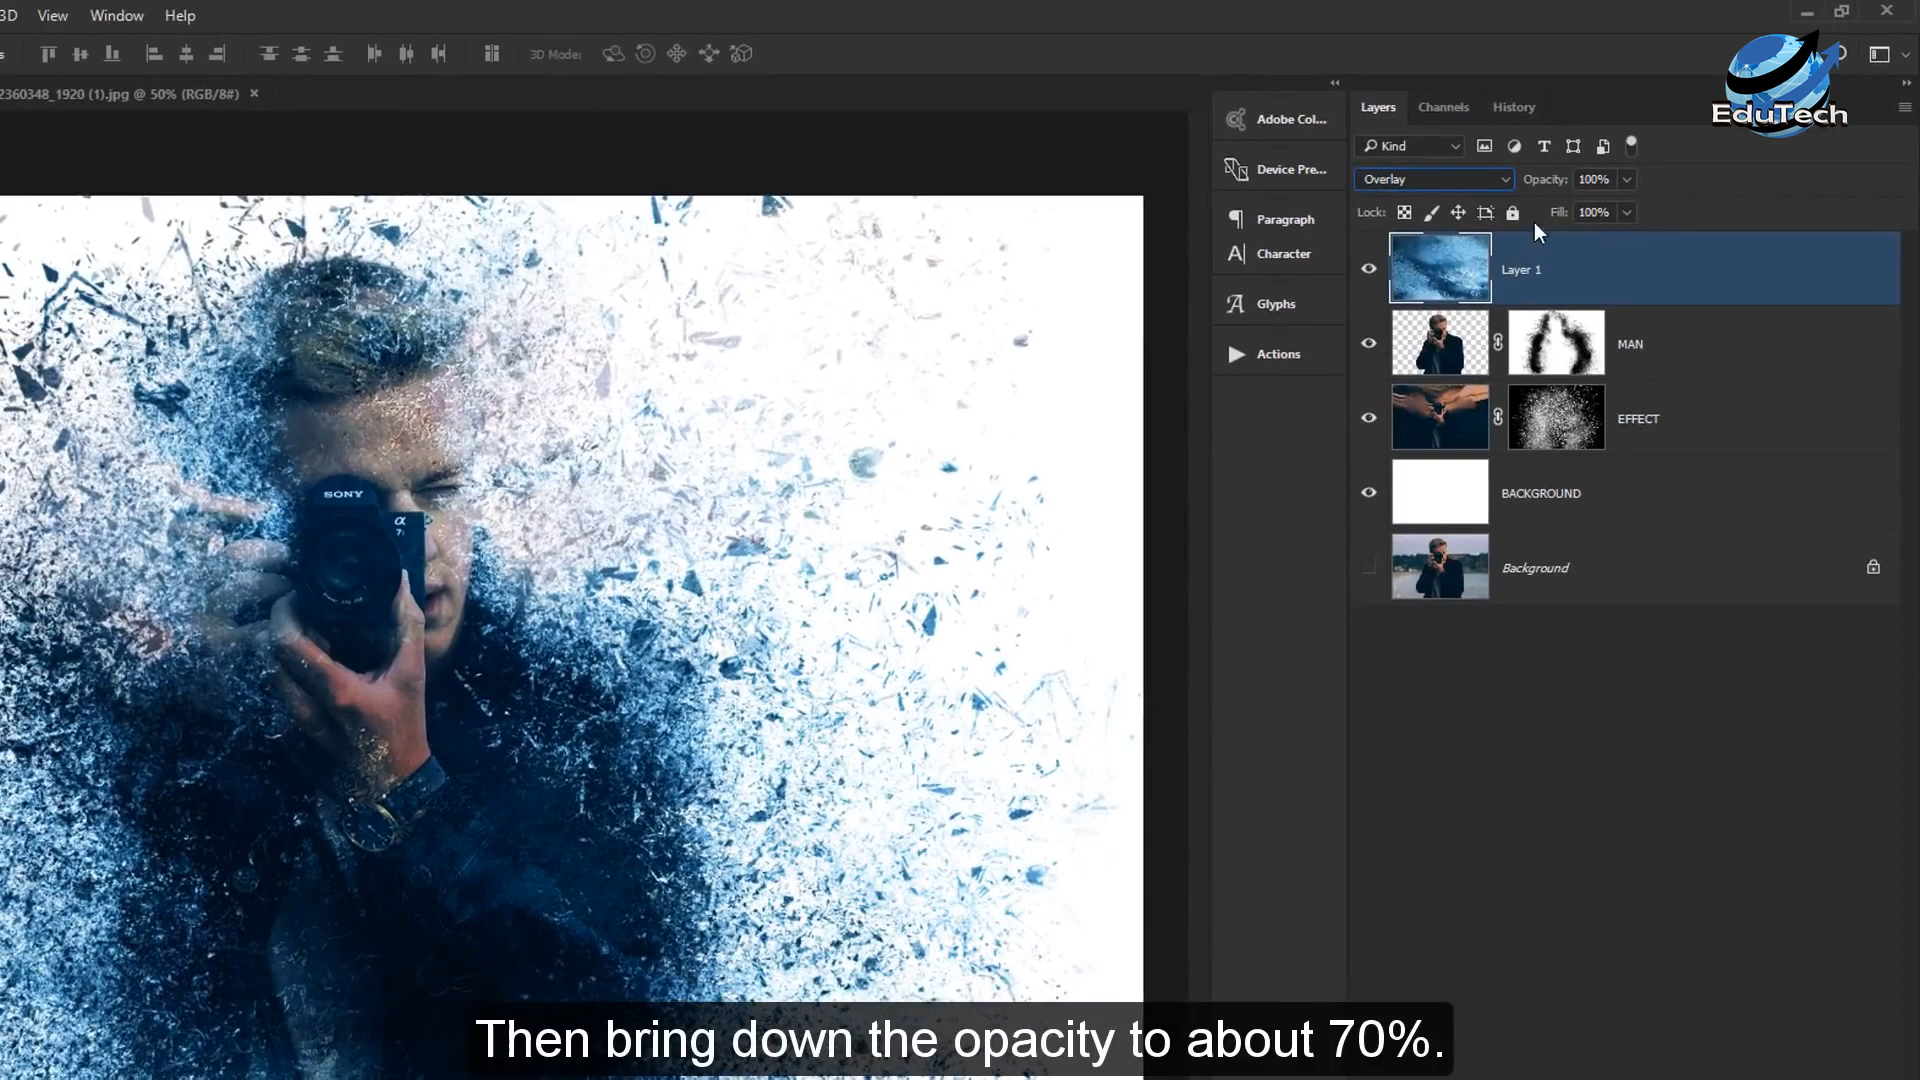 3D View Window Help
3D Mode:
2360348_1920 (1).jpg @ 50% (RGB/8#) ×
EduTech
Adobe Col...
Device Pre...
Paragraph
Character
Glyphs
Actions
Layers Channels History
Kind
Overlay Opacity: 100%
Lock: Fill: 100%
Layer 1
MAN
EFFECT
BACKGROUND
Background
SONY
α
7s
Then bring down the opacity to about 70%.